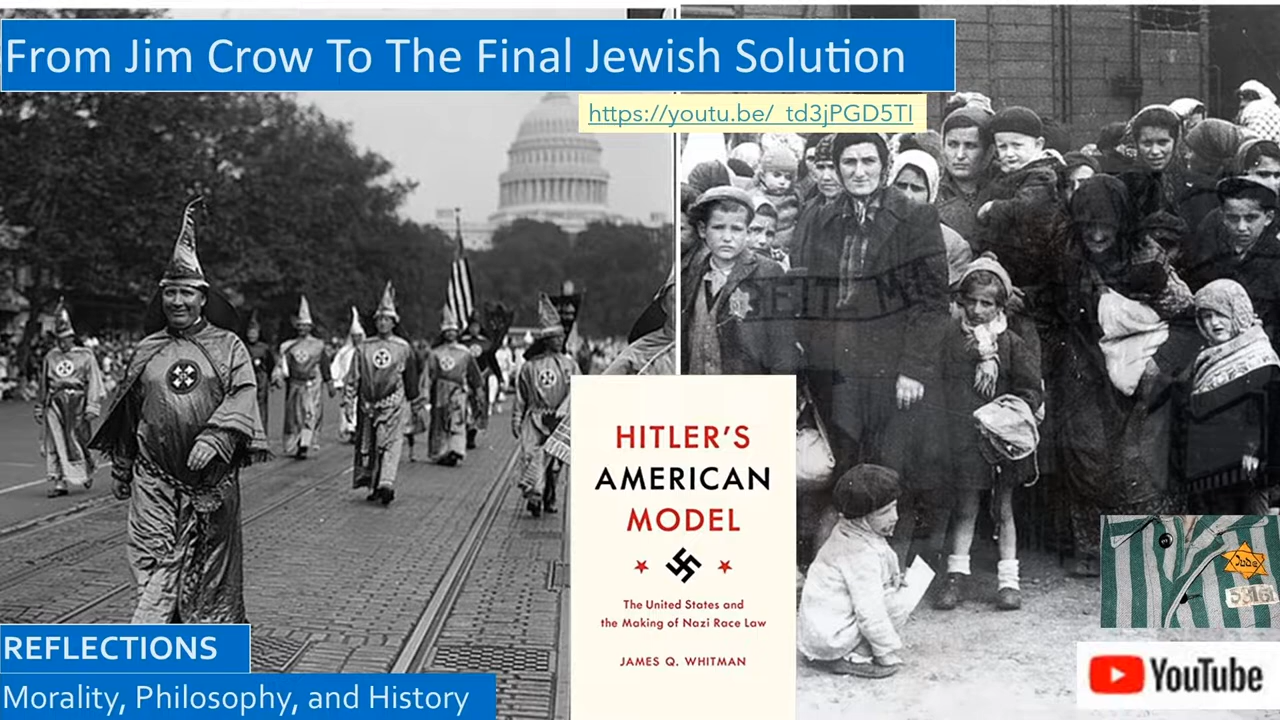 From Jim Crow To The Final Jewish Solution
https://youtu.be/_td3jPGD5TI
HITLER'S
AMERICAN
MODEL
The United States and
the Making of Nazi Race Law
JAMES Q. WHITMAN
Jude
53161
REFLECTIONS
Morality, Philosophy, and History
YouTube